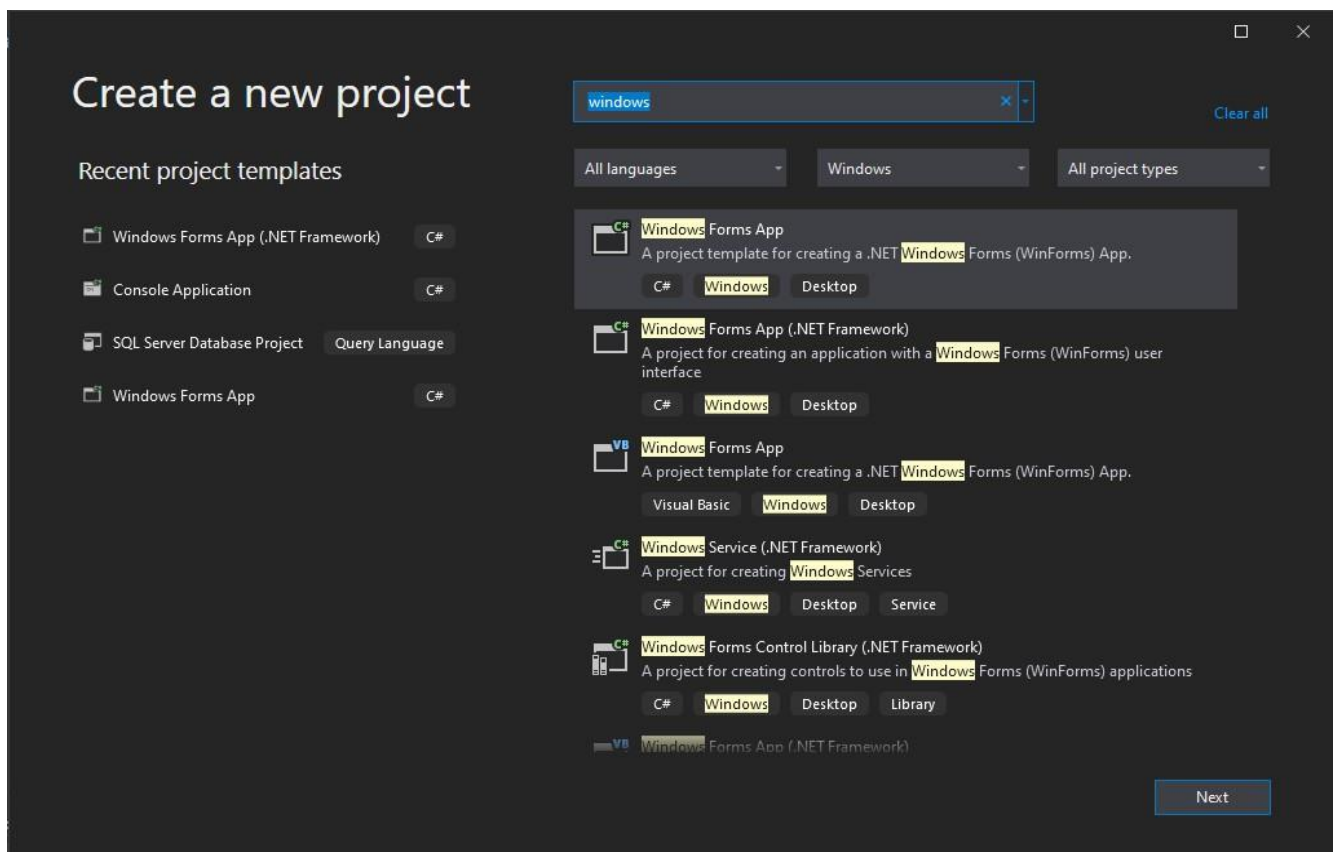 Create a new project
Recent project templates
Windows Forms App (.NET Framework) C#
Console Application C#
SQL Server Database Project Query Language
Windows Forms App C#
windows
Clear all
All languages Windows All project types
C#
Windows Forms App
A project template for creating a .NET Windows Forms (WinForms) App.
C# Windows Desktop
C#
Windows Forms App (.NET Framework)
A project for creating an application with a Windows Forms (WinForms) user
interface
C# Windows Desktop
VB
Windows Forms App
A project template for creating a .NET Windows Forms (WinForms) App.
Visual Basic Windows Desktop
C#
Windows Service (.NET Framework)
A project for creating Windows Services
C# Windows Desktop Service
C#
Windows Forms Control Library (.NET Framework)
A project for creating controls to use in Windows Forms (WinForms) applications
C# Windows Desktop Library
VB
Windows Forms App (.NET Framework)
Next